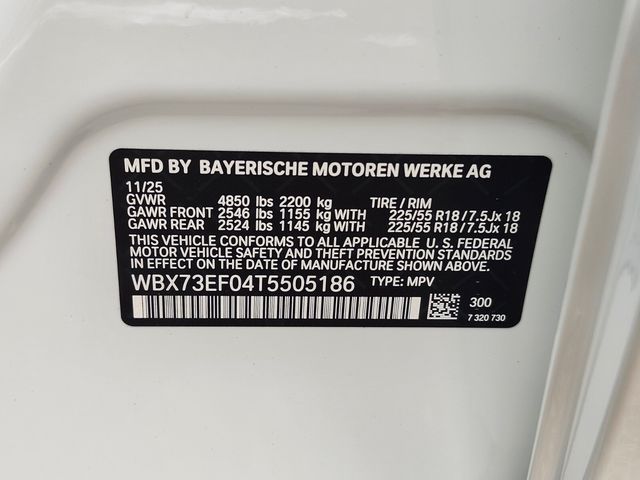 MFD BY BAYERISCHE MOTOREN WERKE AG
11/25
GVWR 4850 lbs 2200 kg TIRE / RIM
GAWR FRONT 2546 lbs 1155 kg WITH 225/55 R18 / 7.5Jx 18
GAWR REAR 2524 lbs 1145 kg WITH 225/55 R18 / 7.5Jx 18
THIS VEHICLE CONFORMS TO ALL APPLICABLE U. S. FEDERAL
MOTOR VEHICLE SAFETY, BUMPER AND THEFT PREVENTION
STANDARDS IN EFFECT ON THE DATE OF MANUFACTURE SHOWN ABOVE.
WBX73EF04T5505186 TYPE: MPV
300
7 320 730